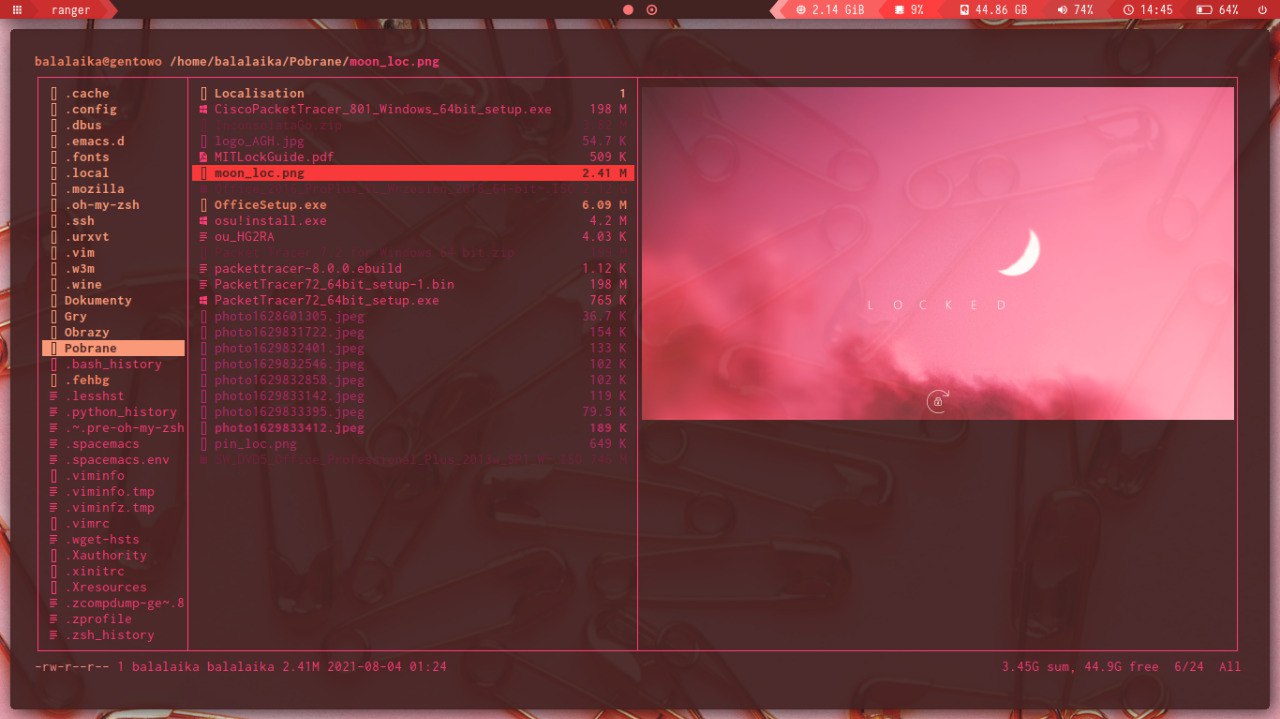 ranger 2.14 GiB 9% 44.86 GB 74% 14:45 64%
balalaika@gentowo /home/balalaika/Pobrane/moon_loc.png
.cache
.config
.dbus
.emacs.d
.fonts
.local
.mozilla
.oh-my-zsh
.ssh
.urxvt
.vim
.w3m
.wine
Dokumenty
Gry
Obrazy
Pobrane
.bash_history
.fehbg
.lesshst
.python_history
.~.pre-oh-my-zsh
.spacemacs
.spacemacs.env
.viminfo
.viminfo.tmp
.viminfz.tmp
.vimrc
.wget-hsts
.Xauthority
.xinitrc
.Xresources
.zcompdump-ge~.8
.zprofile
.zsh_history
Localisation 1
CiscoPacketTracer_801_Windows_64bit_setup.exe 198 M
logo_AGH.jpg 54.7 K
MITLockGuide.pdf 509 K
moon_loc.png 2.41 M
OfficeSetup.exe 6.09 M
osu!install.exe 4.2 M
ou_HG2RA 4.03 K
packettracer-8.0.0.ebuild 1.12 K
PacketTracer72_64bit_setup-1.bin 198 M
PacketTracer72_64bit_setup.exe 765 K
photo1628601305.jpeg 36.7 K
photo1629831722.jpeg 154 K
photo1629832401.jpeg 133 K
photo1629832546.jpeg 102 K
photo1629832858.jpeg 102 K
photo1629833142.jpeg 119 K
photo1629833395.jpeg 79.5 K
photo1629833412.jpeg 189 K
pin_loc.png 649 K
LOCKED
-rw-r--r-- 1 balalaika balalaika 2.41M 2021-08-04 01:24 3.45G sum, 44.9G free 6/24 All